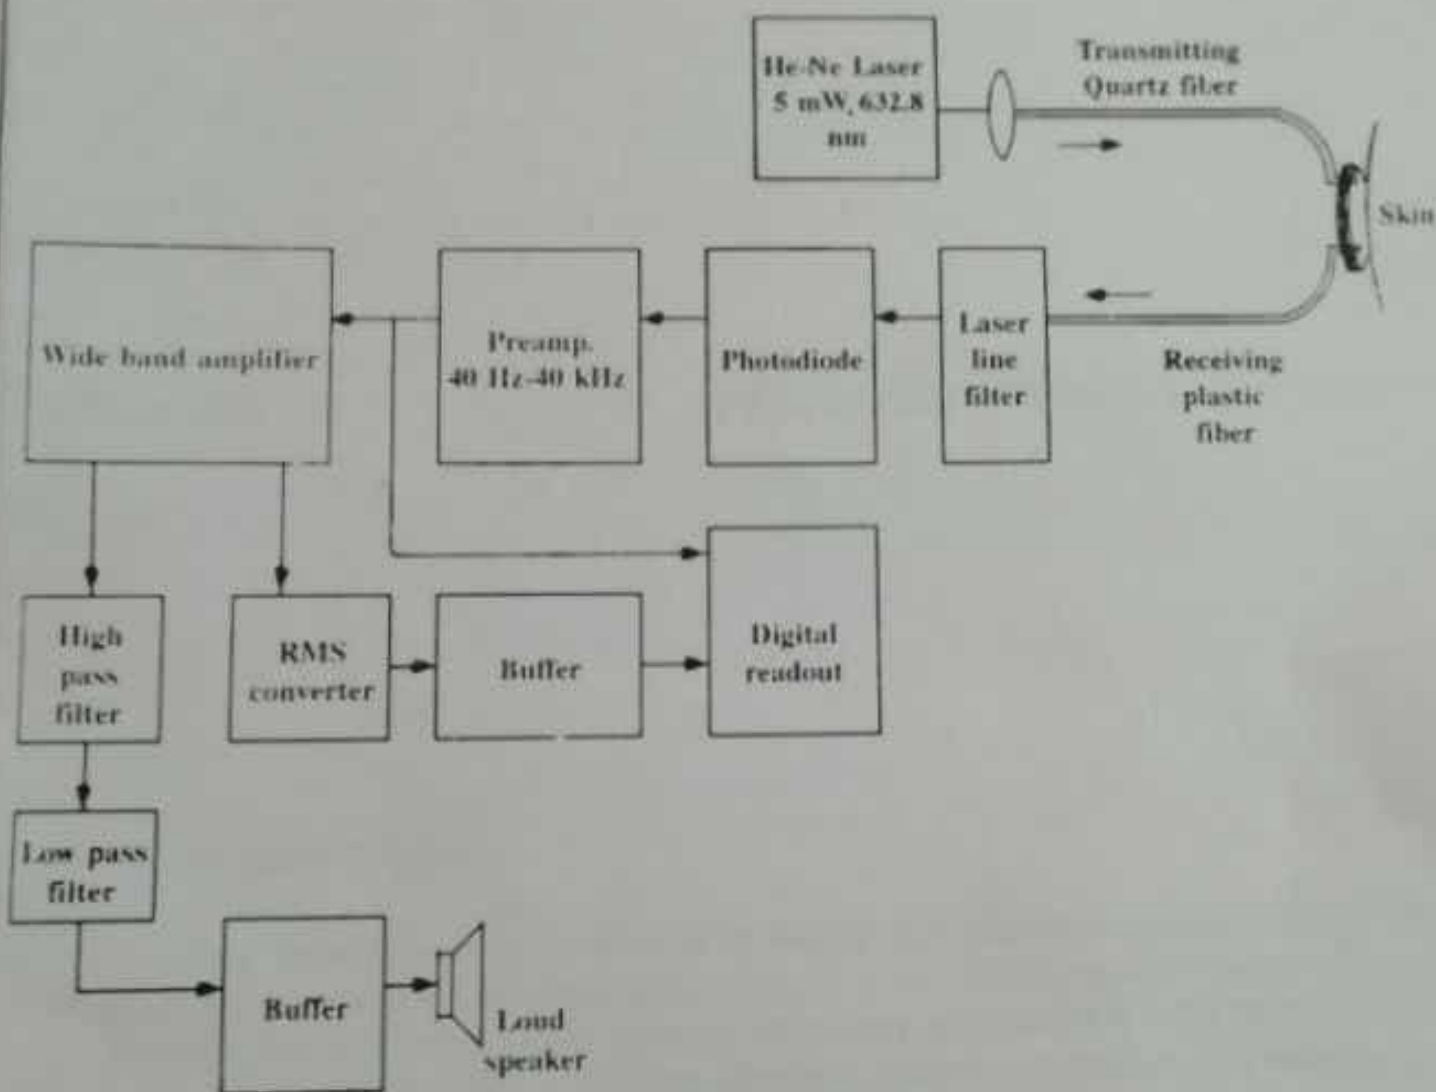 He-Ne Laser
5 mW, 632.8
nm
Transmitting
Quartz fiber
Skin
Wide band amplifier
Preamp.
40 Hz-40 kHz
Photodiode
Laser
line
filter
Receiving
plastic
fiber
High
pass
filter
RMS
converter
Buffer
Digital
readout
Low pass
filter
Buffer
Loud
speaker